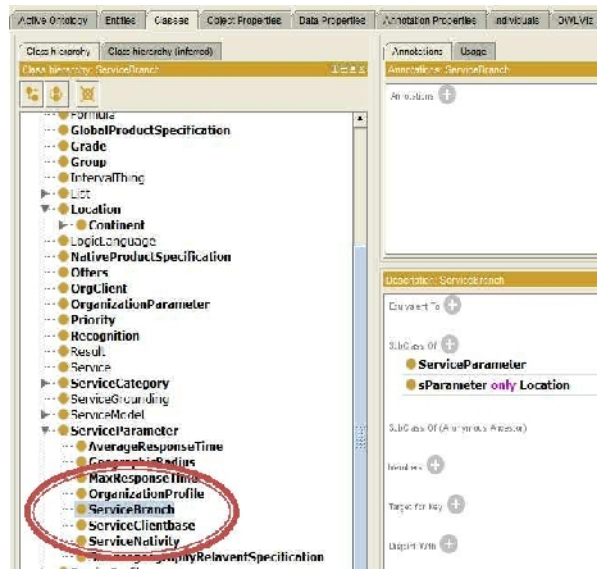 Active Ontology Entities Classes Object Properties Data Properties Annotation Properties Individuals OWLViz
Class hierarchy Class hierarchy (inferred)
Class hierarchy: ServiceBranch
Formula
GlobalProductSpecification
Grade
Group
IntervalThing
List
Location
Continent
LogicLanguage
NativeProductSpecification
Offers
OrgClient
OrganizationParameter
Priority
Recognition
Result
Service
ServiceCategory
ServiceGrounding
ServiceModel
ServiceParameter
AverageResponseTime
GeographicRadius
MaxResponseTime
OrganizationProfile
ServiceBranch
ServiceClientbase
ServiceNativity
RelaventSpecification
Annotations Usage
Annotations: ServiceBranch
Annotations
Description: ServiceBranch
Equivalent To
SubClass Of
ServiceParameter
sParameter only Location
SubClass Of (Anonymous Ancestor)
Members
Target for Key
Disjoint With